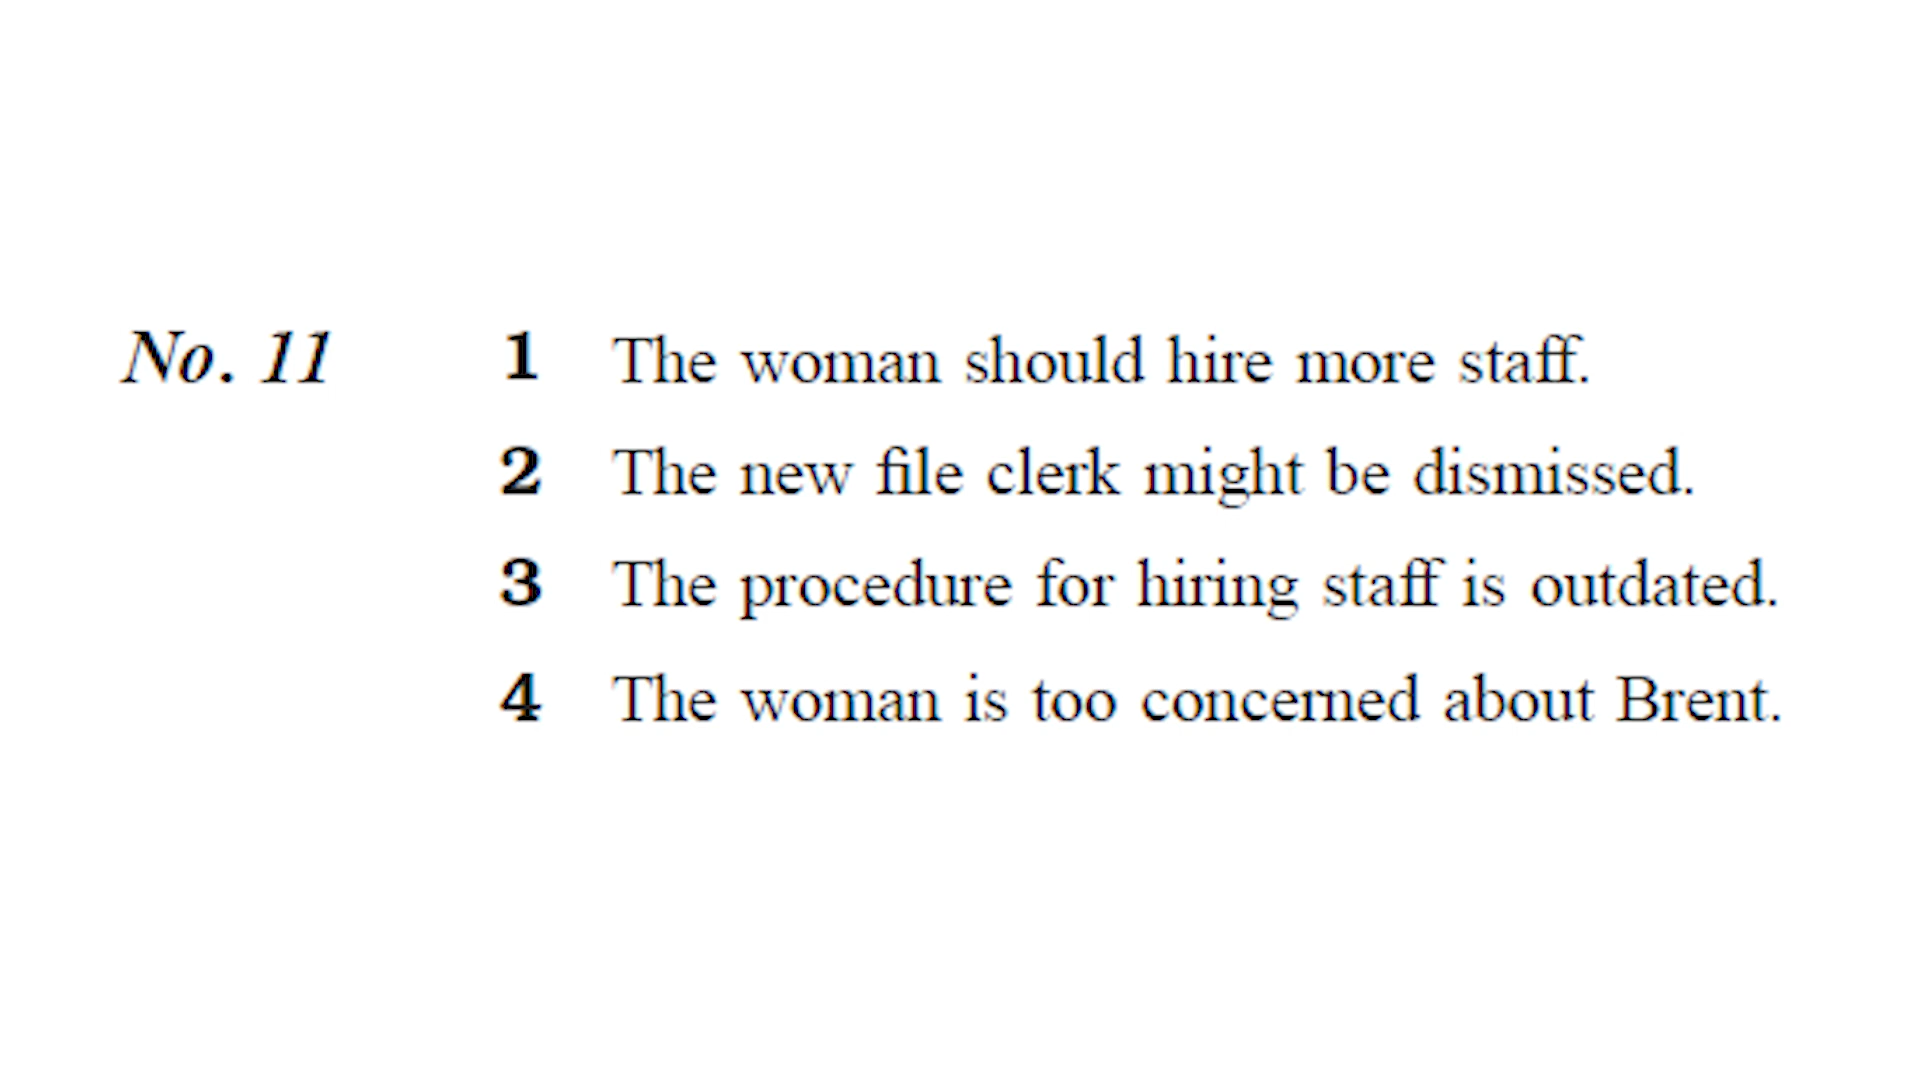 No. 11 1 The woman should hire more staff.
2 The new file clerk might be dismissed.
3 The procedure for hiring staff is outdated.
4 The woman is too concerned about Brent.